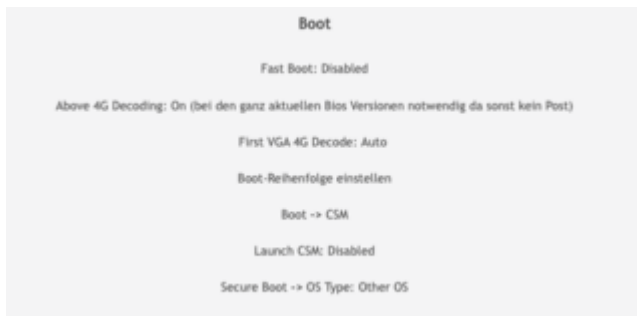 Boot
Fast Boot: Disabled
Above 4G Decoding: On (bei den ganz aktuellen Bios Versionen notwendig da sonst kein Post)
First VGA 4G Decode: Auto
Boot-Reihenfolge einstellen
Boot -> CSM
Launch CSM: Disabled
Secure Boot -> OS Type: Other OS